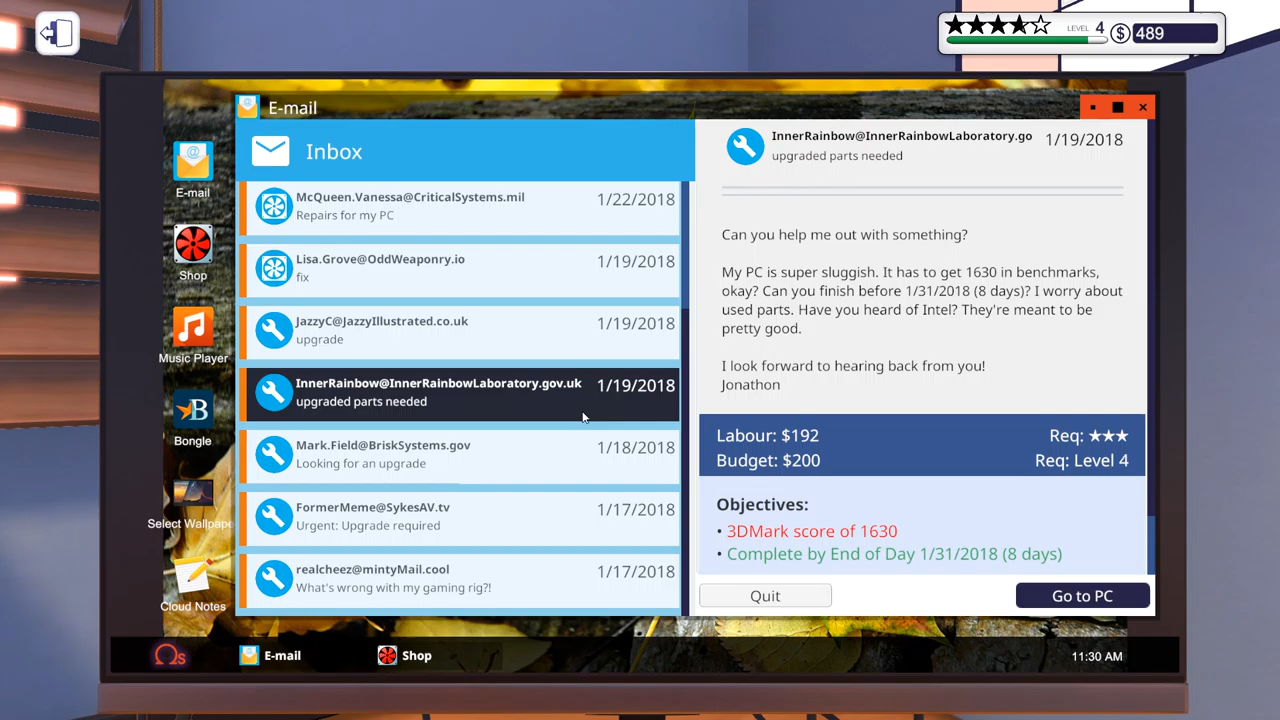 LEVEL 4
$ 489
E-mail
Inbox
McQueen.Vanessa@CriticalSystems.mil 1/22/2018
Repairs for my PC
Lisa.Grove@OddWeaponry.io 1/19/2018
fix
JazzyC@JazzyIllustrated.co.uk 1/19/2018
upgrade
InnerRainbow@InnerRainbowLaboratory.gov.uk 1/19/2018
upgraded parts needed
Mark.Field@BriskSystems.gov 1/18/2018
Looking for an upgrade
FormerMeme@SykesAV.tv 1/17/2018
Urgent: Upgrade required
realcheez@mintyMail.cool 1/17/2018
What's wrong with my gaming rig?!
InnerRainbow@InnerRainbowLaboratory.go 1/19/2018
upgraded parts needed
Can you help me out with something?
My PC is super sluggish. It has to get 1630 in benchmarks,
okay? Can you finish before 1/31/2018 (8 days)? I worry about
used parts. Have you heard of Intel? They're meant to be
pretty good.
I look forward to hearing back from you!
Jonathon
Labour: $192 Req: ★★★
Budget: $200 Req: Level 4
Objectives:
• 3DMark score of 1630
• Complete by End of Day 1/31/2018 (8 days)
Quit Go to PC
E-mail
Shop
Music Player
Bongle
Select Wallpape
Cloud Notes
Ωs E-mail Shop 11:30 AM